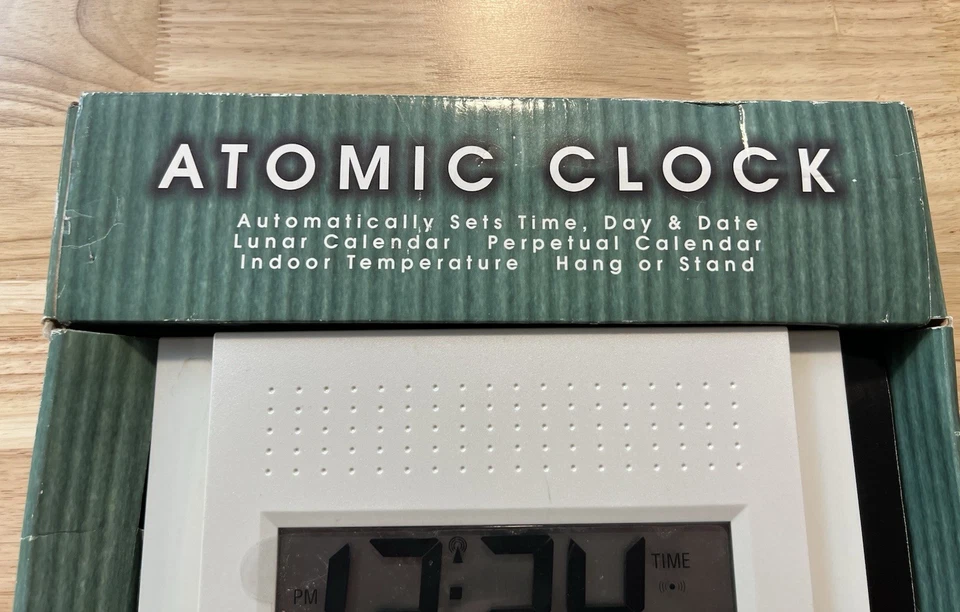 ATOMIC CLOCK
Automatically Sets Time, Day & Date
Lunar Calendar Perpetual Calendar
Indoor Temperature Hang or Stand
TIME
PM